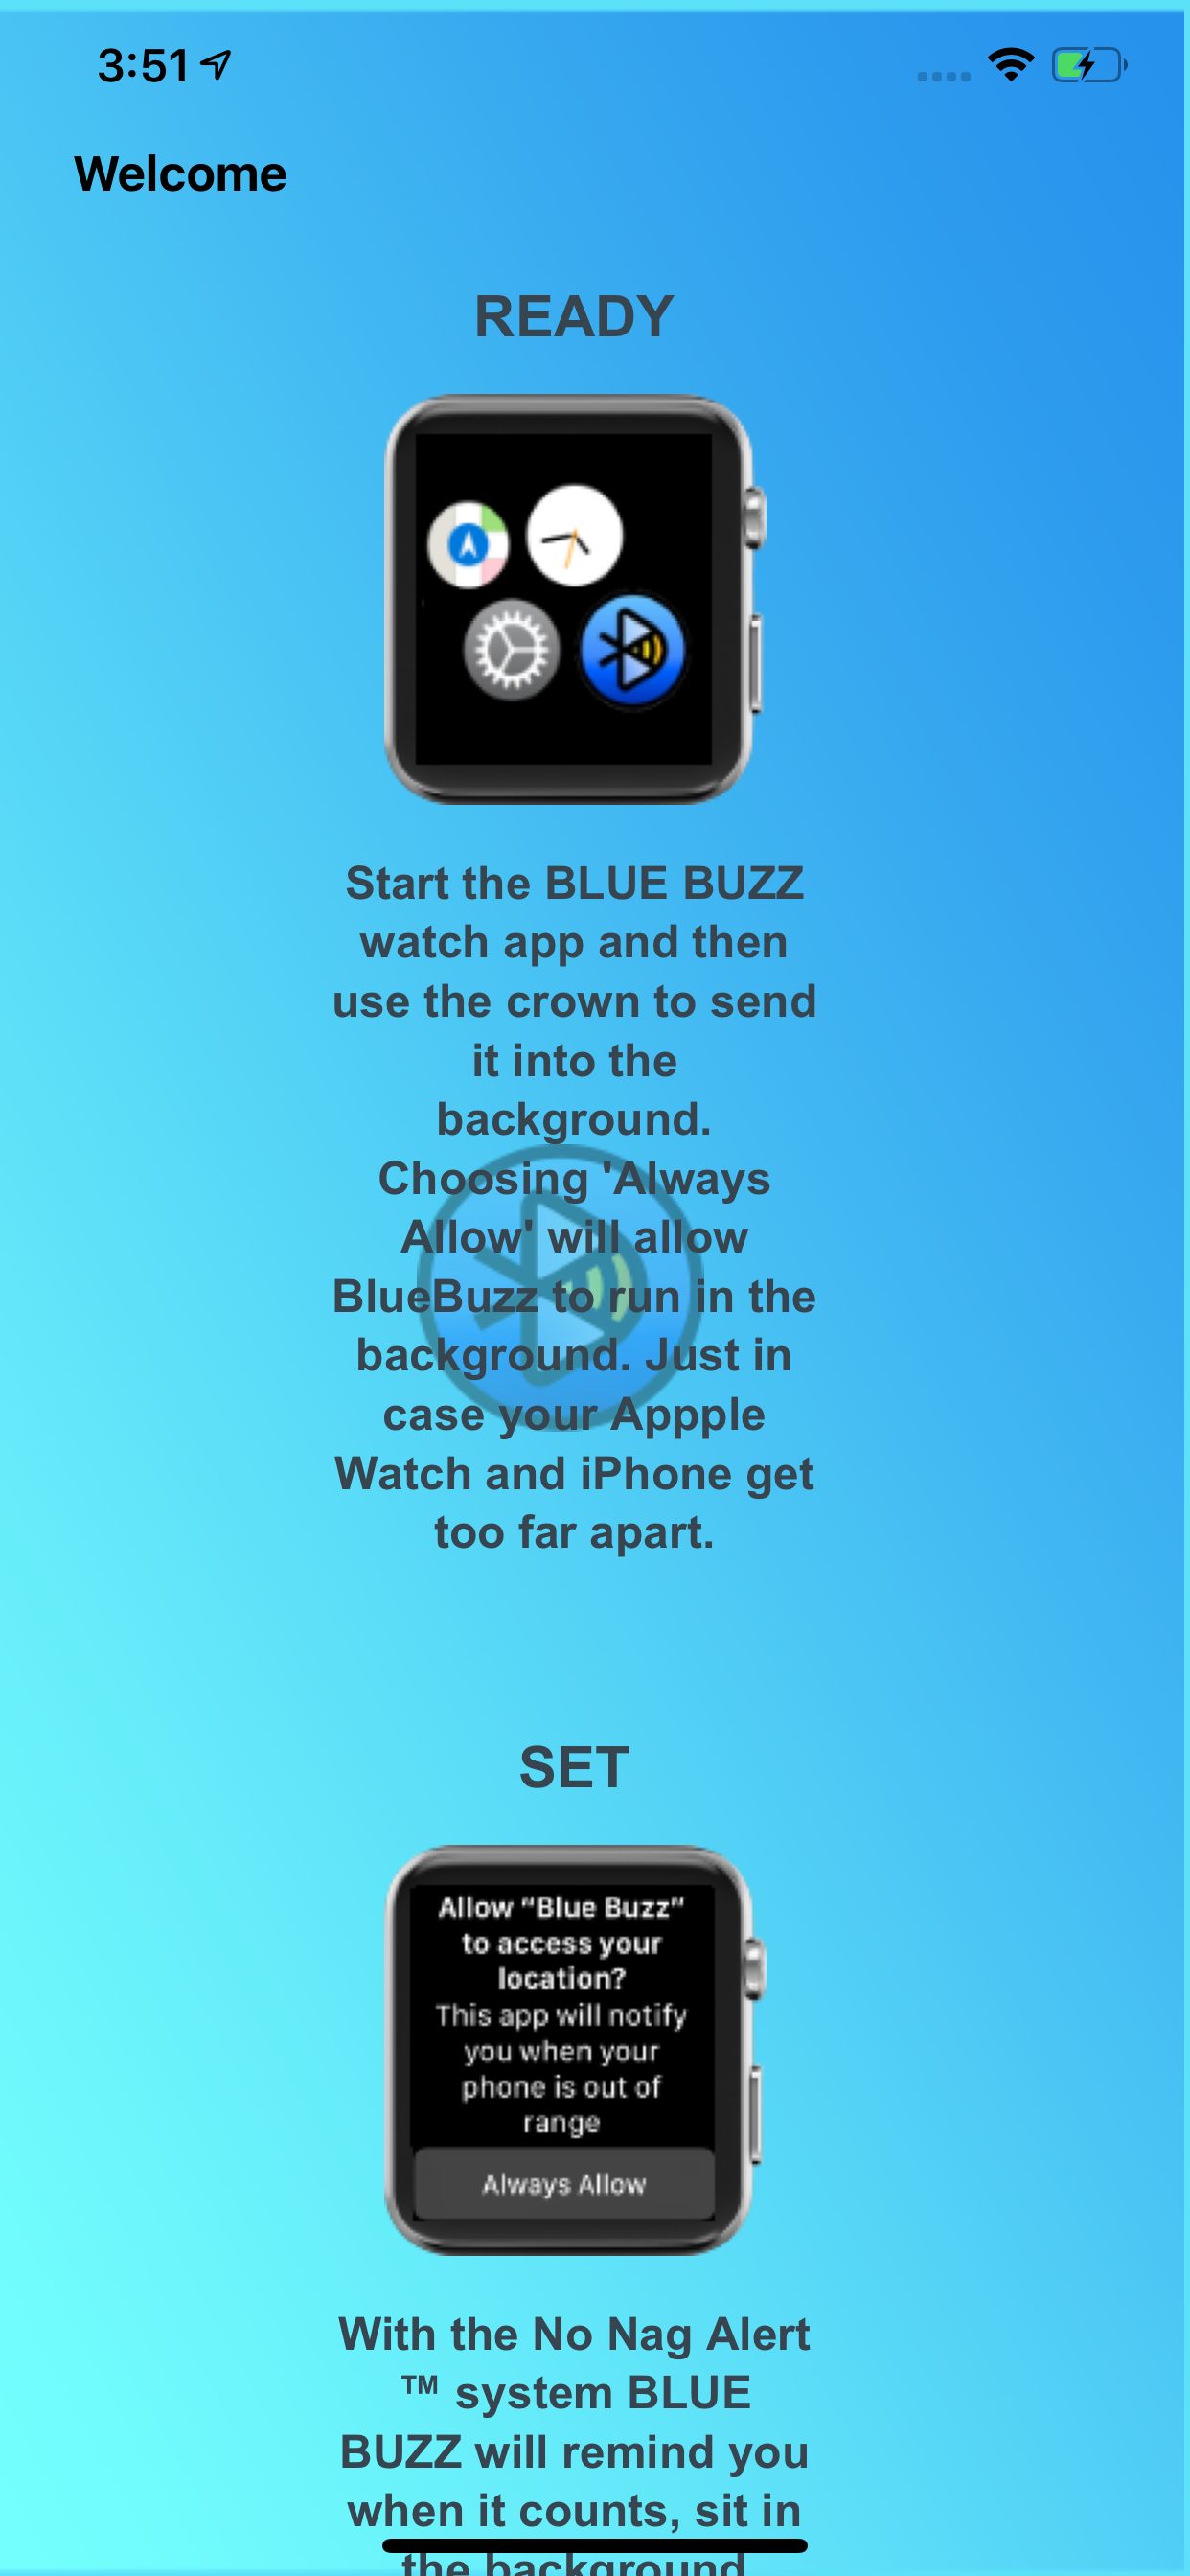 3:51
Welcome
READY
Start the BLUE BUZZ
watch app and then
use the crown to send
it into the
background.
Choosing 'Always
Allow' will allow
BlueBuzz to run in the
background. Just in
case your Appple
Watch and iPhone get
too far apart.
SET
Allow “Blue Buzz”
to access your
location?
This app will notify
you when your
phone is out of
range
Always Allow
With the No Nag Alert
™ system BLUE
BUZZ will remind you
when it counts, sit in
the background